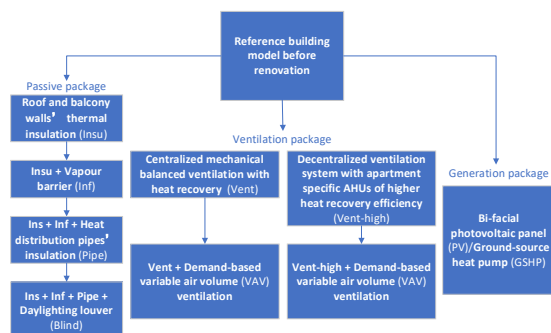 Reference building
model before
renovation
Passive package
Roof and balcony
walls’ thermal
insulation (Insu)
Insu + Vapour
barrier (Inf)
Ins + Inf + Heat
distribution pipes’
insulation (Pipe)
Ins + Inf + Pipe +
Daylighting louver
(Blind)
Ventilation package
Centralized mechanical
balanced ventilation with
heat recovery (Vent)
Vent + Demand-based
variable air volume (VAV)
ventilation
Decentralized ventilation
system with apartment
specific AHUs of higher
heat recovery efficiency
(Vent-high)
Vent-high + Demand-based
variable air volume (VAV)
ventilation
Generation package
Bi-facial
photovoltaic panel
(PV)/Ground-source
heat pump (GSHP)